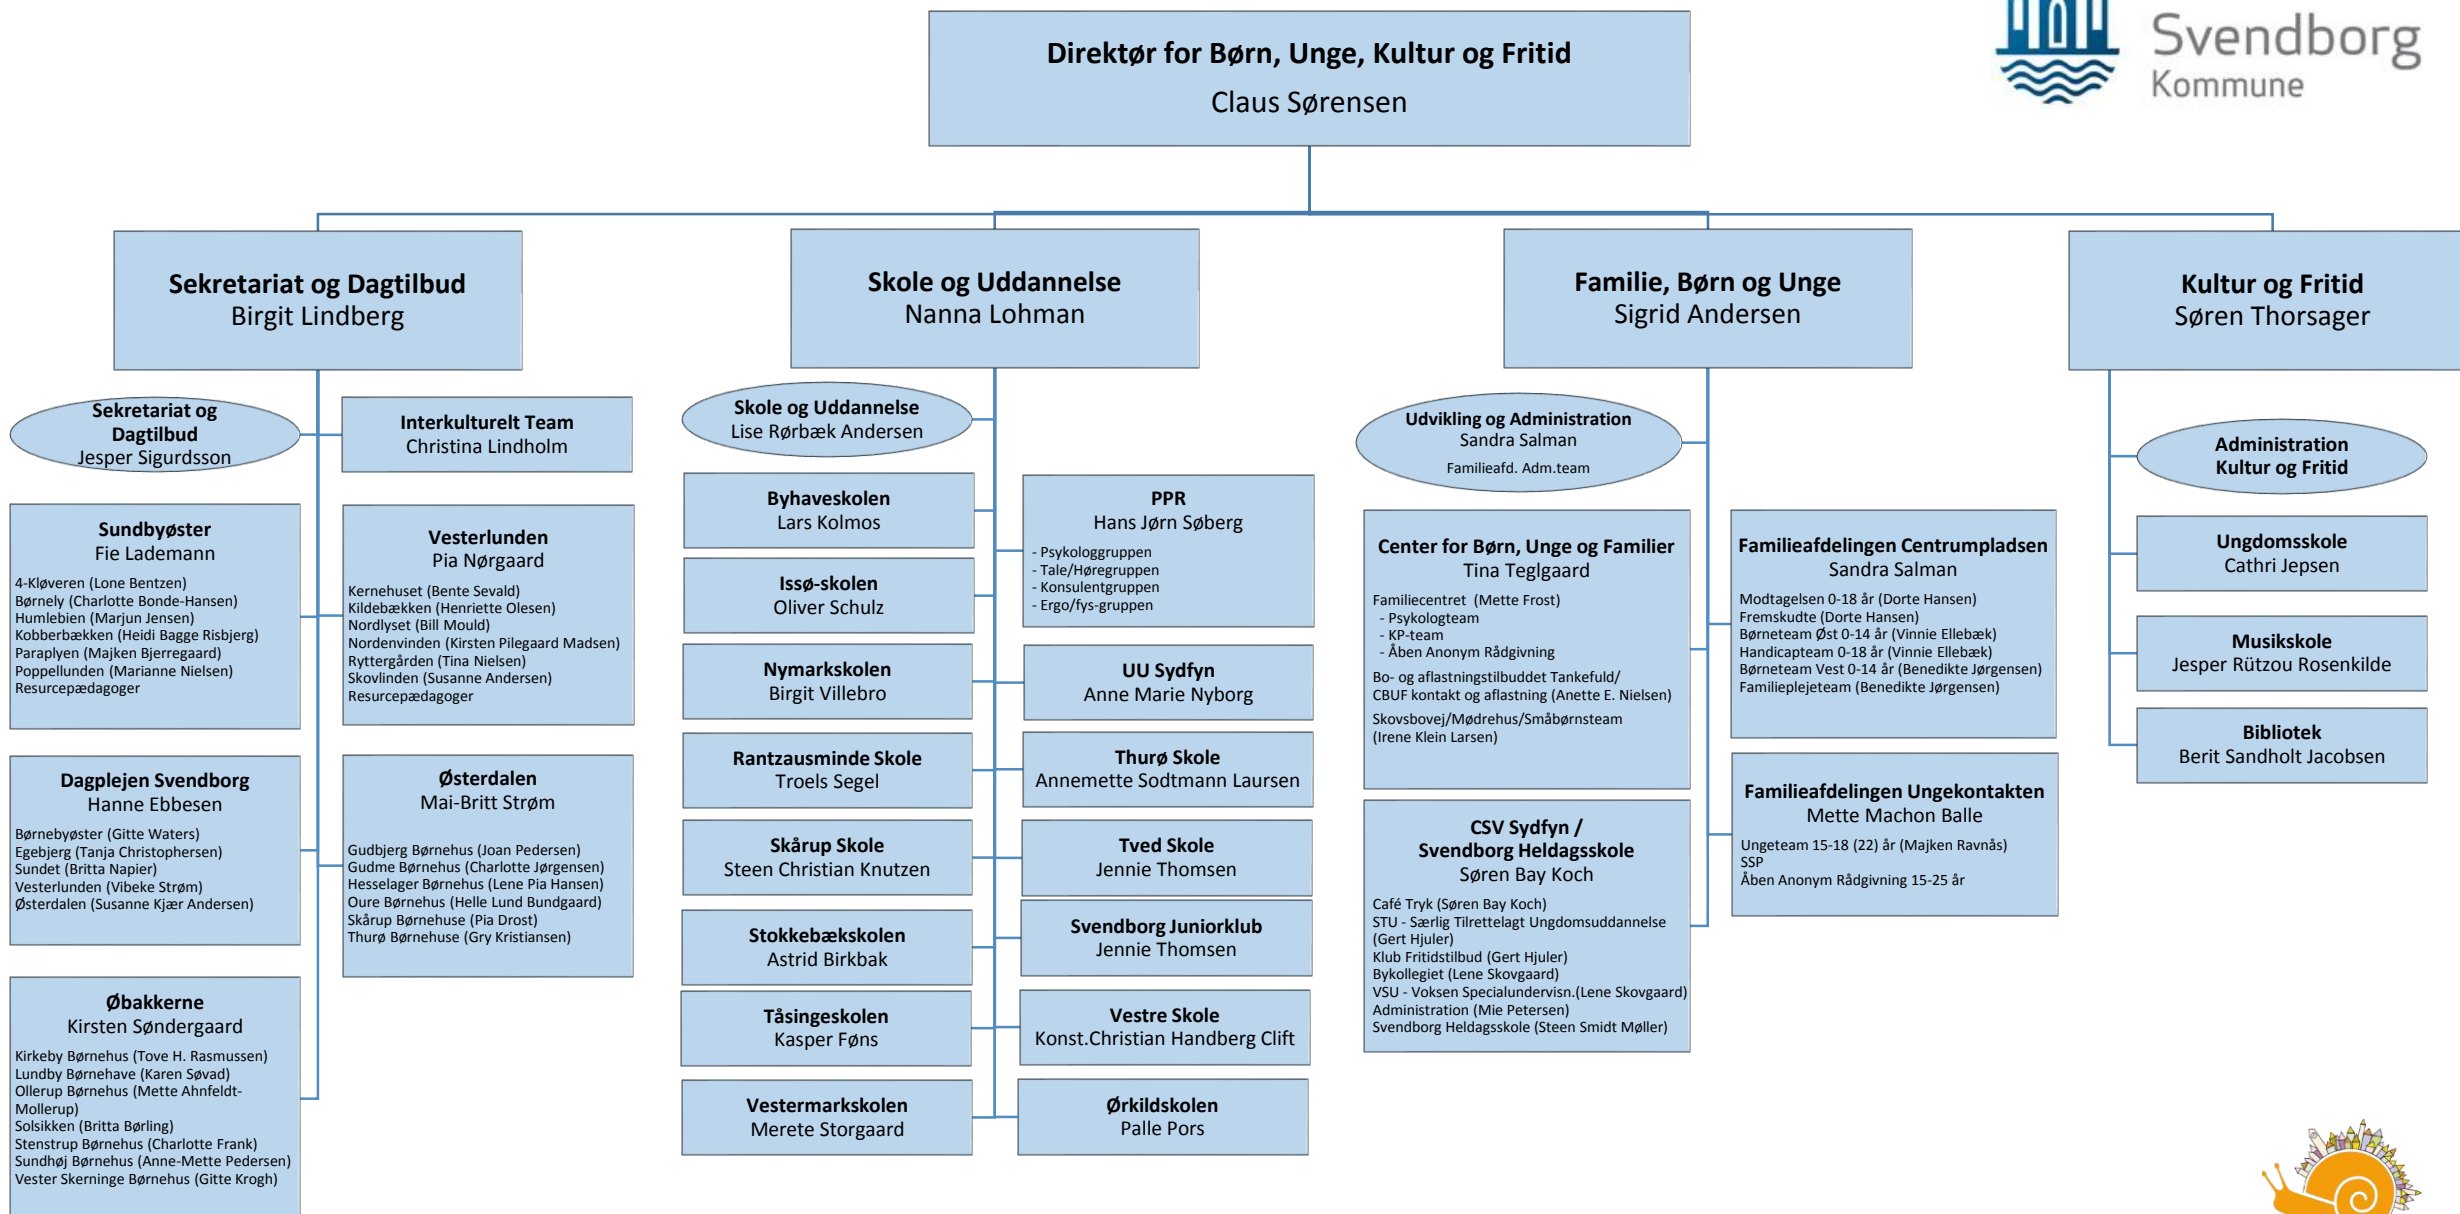 Direktør for Børn, Unge, Kultur og Fritid
Claus Sørensen
Svendborg
Kommune
Sekretariat og Dagtilbud
Birgit Lindberg
Skole og Uddannelse
Nanna Lohman
Familie, Børn og Unge
Sigrid Andersen
Kultur og Fritid
Søren Thorsager
Sekretariat og
Dagtilbud
Jesper Sigurdsson
Interkulturelt Team
Christina Lindholm
Sundbyøster
Fie Lademann
4-Kløveren (Lone Bentzen)
Børnely (Charlotte Bonde-Hansen)
Humlebien (Marjun Jensen)
Kobberbækken (Heidi Bagge Risbjerg)
Paraplyen (Majken Bjerregaard)
Poppellunden (Marianne Nielsen)
Resurcepædagoger
Vesterlunden
Pia Nørgaard
Kernehuset (Bente Sevald)
Kildebækken (Henriette Olesen)
Nordlyset (Bill Mould)
Nordenvinden (Kirsten Pilegaard Madsen)
Ryttergården (Tina Nielsen)
Skovlinden (Susanne Andersen)
Resurcepædagoger
Dagplejen Svendborg
Hanne Ebbesen
Børnebyøster (Gitte Waters)
Egebjerg (Tanja Christophersen)
Sundet (Britta Napier)
Vesterlunden (Vibeke Strøm)
Østerdalen (Susanne Kjær Andersen)
Østerdalen
Mai-Britt Strøm
Gudbjerg Børnehus (Joan Pedersen)
Gudme Børnehus (Charlotte Jørgensen)
Hesselager Børnehus (Lene Pia Hansen)
Oure Børnehus (Helle Lund Bundgaard)
Skårup Børnehuse (Pia Drost)
Thurø Børnehuse (Gry Kristiansen)
Øbakkerne
Kirsten Søndergaard
Kirkeby Børnehus (Tove H. Rasmussen)
Lundby Børnehave (Karen Søvad)
Ollerup Børnehus (Mette Ahnfeldt-
Mollerup)
Solsikken (Britta Børling)
Stenstrup Børnehus (Charlotte Frank)
Sundhøj Børnehus (Anne-Mette Pedersen)
Vester Skerninge Børnehus (Gitte Krogh)
Skole og Uddannelse
Lise Rørbæk Andersen
Byhaveskolen
Lars Kolmos
PPR
Hans Jørn Søberg
- Psykologgruppen
- Tale/Høregruppen
- Konsulentgruppen
- Ergo/fys-gruppen
Issø-skolen
Oliver Schulz
Nymarkskolen
Birgit Villebro
UU Sydfyn
Anne Marie Nyborg
Rantzausminde Skole
Troels Segel
Thurø Skole
Annemette Sodtmann Laursen
Skårup Skole
Steen Christian Knutzen
Tved Skole
Jennie Thomsen
Stokkebækskolen
Astrid Birkbak
Svendborg Juniorklub
Jennie Thomsen
Tåsingeskolen
Kasper Føns
Vestre Skole
Konst.Christian Handberg Clift
Vestermarkskolen
Merete Storgaard
Ørkildskolen
Palle Pors
Udvikling og Administration
Sandra Salman
Familieafd. Adm.team
Center for Børn, Unge og Familier
Tina Teglgaard
Familiecentret  (Mette Frost)
- Psykologteam
- KP-team
- Åben Anonym Rådgivning
Bo- og aflastningstilbuddet Tankefuld/
CBUF kontakt og aflastning (Anette E. Nielsen)
Skovsbovej/Mødrehus/Småbørnsteam
(Irene Klein Larsen)
Familieafdelingen Centrumpladsen
Sandra Salman
Modtagelsen 0-18 år (Dorte Hansen)
Fremskudte (Dorte Hansen)
Børneteam Øst 0-14 år (Vinnie Ellebæk)
Handicapteam 0-18 år (Vinnie Ellebæk)
Børneteam Vest 0-14 år (Benedikte Jørgensen)
Familieplejeteam (Benedikte Jørgensen)
CSV Sydfyn /
Svendborg Heldagsskole
Søren Bay Koch
Café Tryk (Søren Bay Koch)
STU - Særlig Tilrettelagt Ungdomsuddannelse
(Gert Hjuler)
Klub Fritidstilbud (Gert Hjuler)
Bykollegiet (Lene Skovgaard)
VSU - Voksen Specialundervisn.(Lene Skovgaard)
Administration (Mie Petersen)
Svendborg Heldagsskole (Steen Smidt Møller)
Familieafdelingen Ungekontakten
Mette Machon Balle
Ungeteam 15-18 (22) år (Majken Ravnås)
SSP
Åben Anonym Rådgivning 15-25 år
Administration
Kultur og Fritid
Ungdomsskole
Cathri Jepsen
Musikskole
Jesper Rützou Rosenkilde
Bibliotek
Berit Sandholt Jacobsen